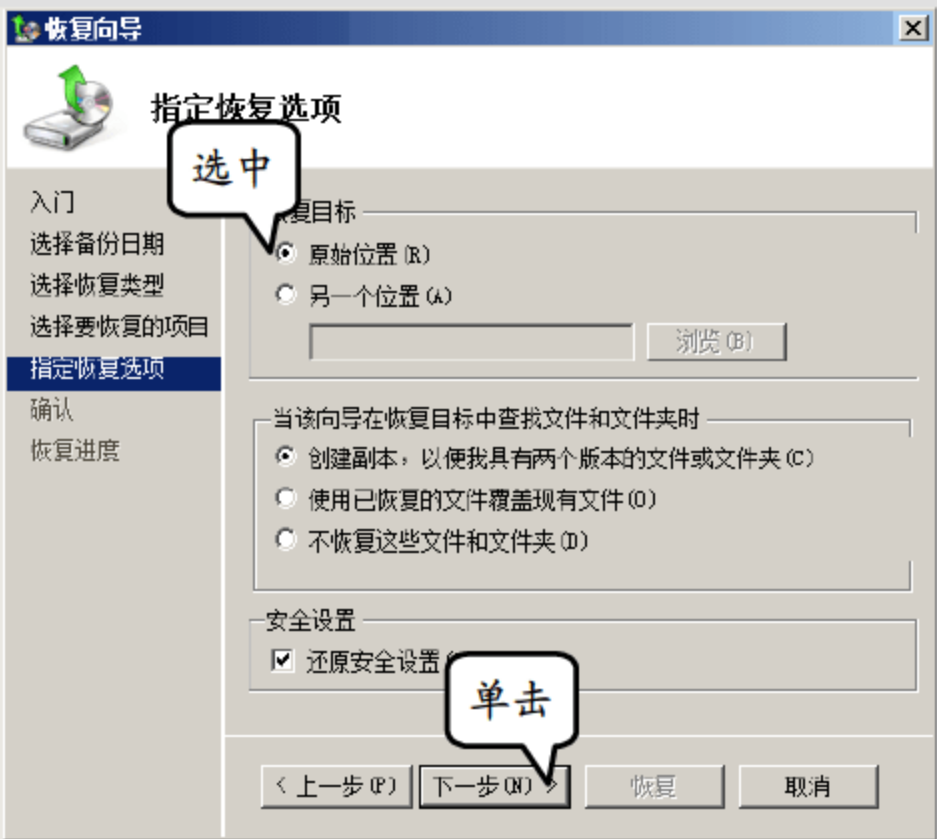 恢复向导
指定恢复选项
选中
入门
选择备份日期
选择恢复类型
选择要恢复的项目
指定恢复选项
确认
恢复进度
复目标
原始位置(R)
另一个位置(A)
浏览(B)
当该向导在恢复目标中查找文件和文件夹时
创建副本，以便我具有两个版本的文件或文件夹(C)
使用已恢复的文件覆盖现有文件(O)
不恢复这些文件和文件夹(D)
安全设置
还原安全设置(
单击
< 上一步(P) 下一步(N) > 恢复 取消